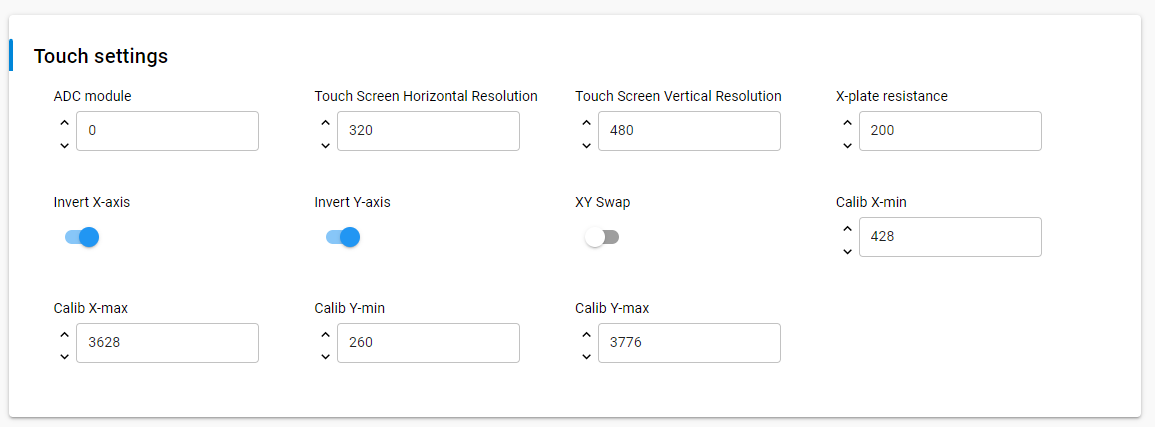 Touch settings
ADC module
Touch Screen Horizontal Resolution
Touch Screen Vertical Resolution
X-plate resistance
0
320
480
200
Invert X-axis
Invert Y-axis
XY Swap
Calib X-min
428
Calib X-max
Calib Y-min
Calib Y-max
3628
260
3776